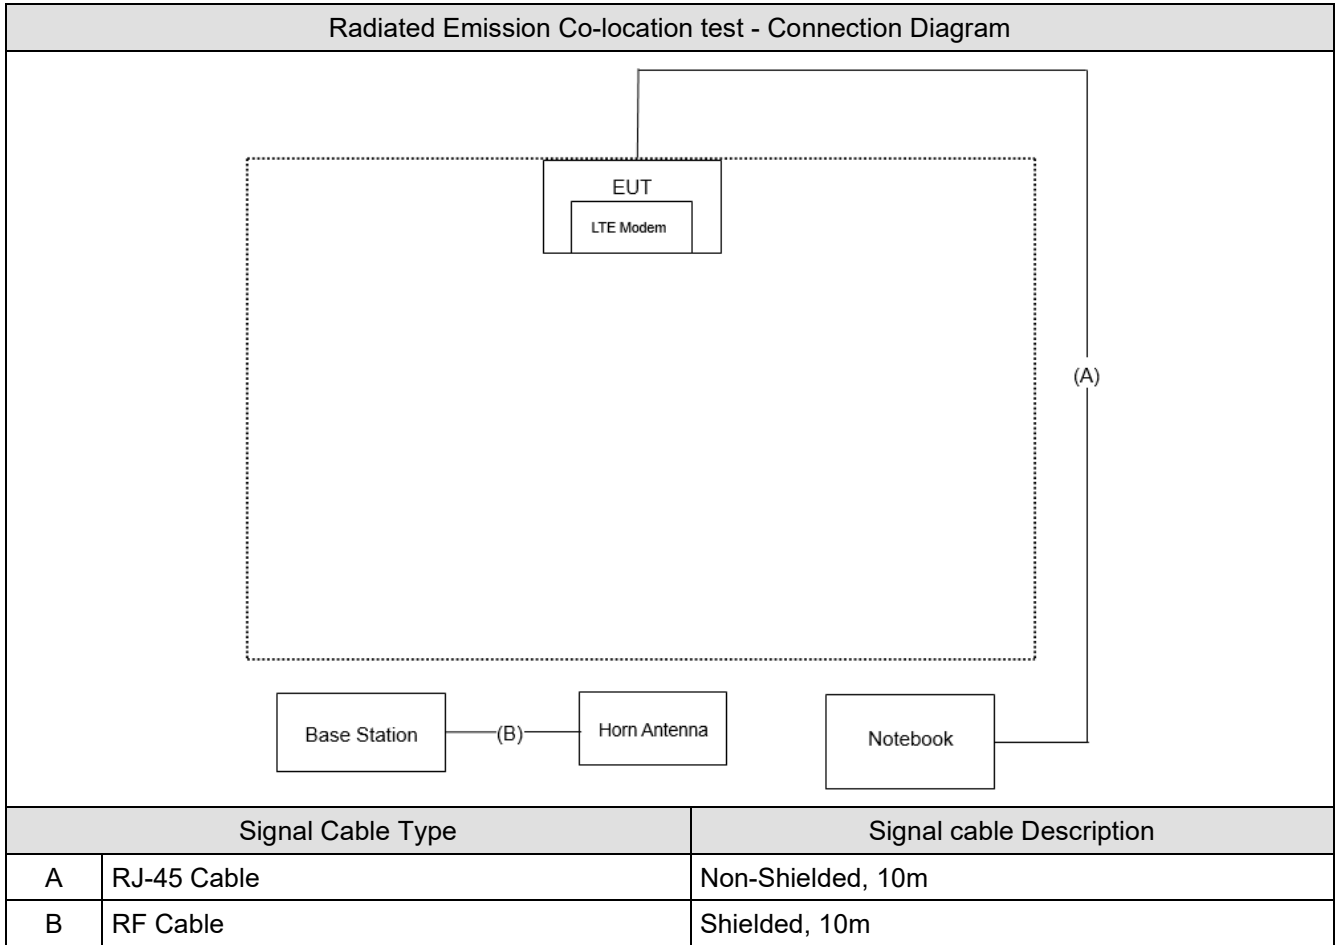 Radiated Emission Co-location test - Connection Diagram
EUT
LTE Modem
(A)
Base Station
(B)
Horn Antenna
Notebook
Signal Cable Type
Signal cable Description
A
RJ-45 Cable
Non-Shielded, 10m
B
RF Cable
Shielded, 10m